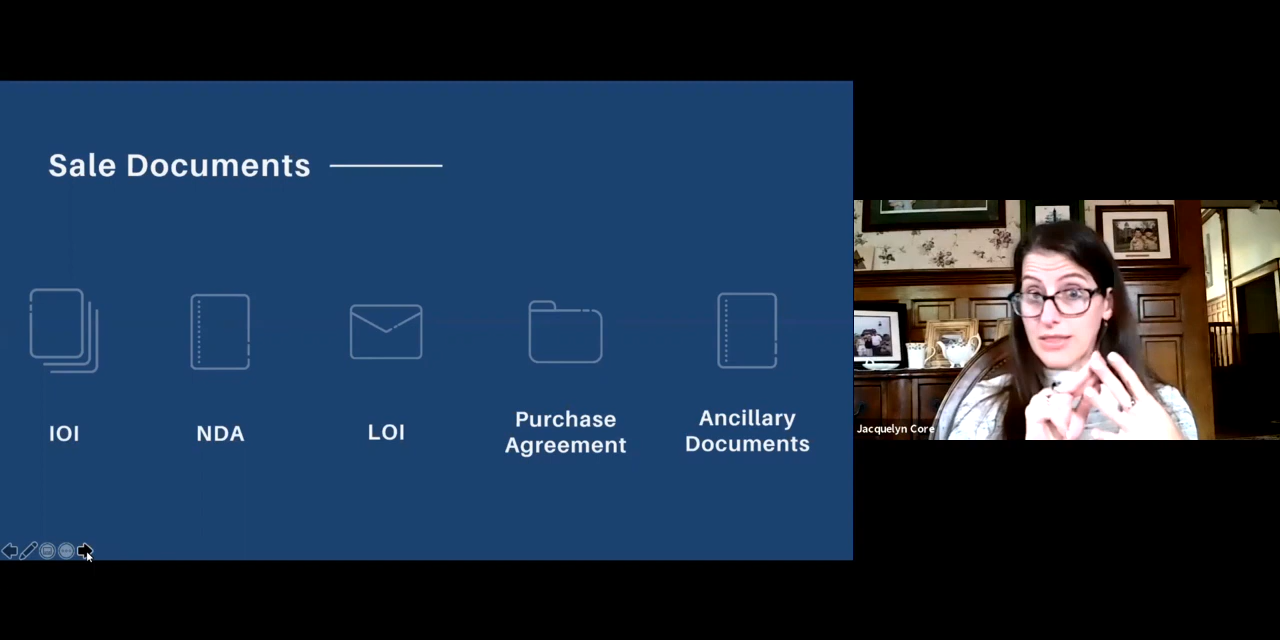 Sale Documents
IOI
NDA
LOI
Purchase
Agreement
Ancillary
Documents
Jacquelyn Core